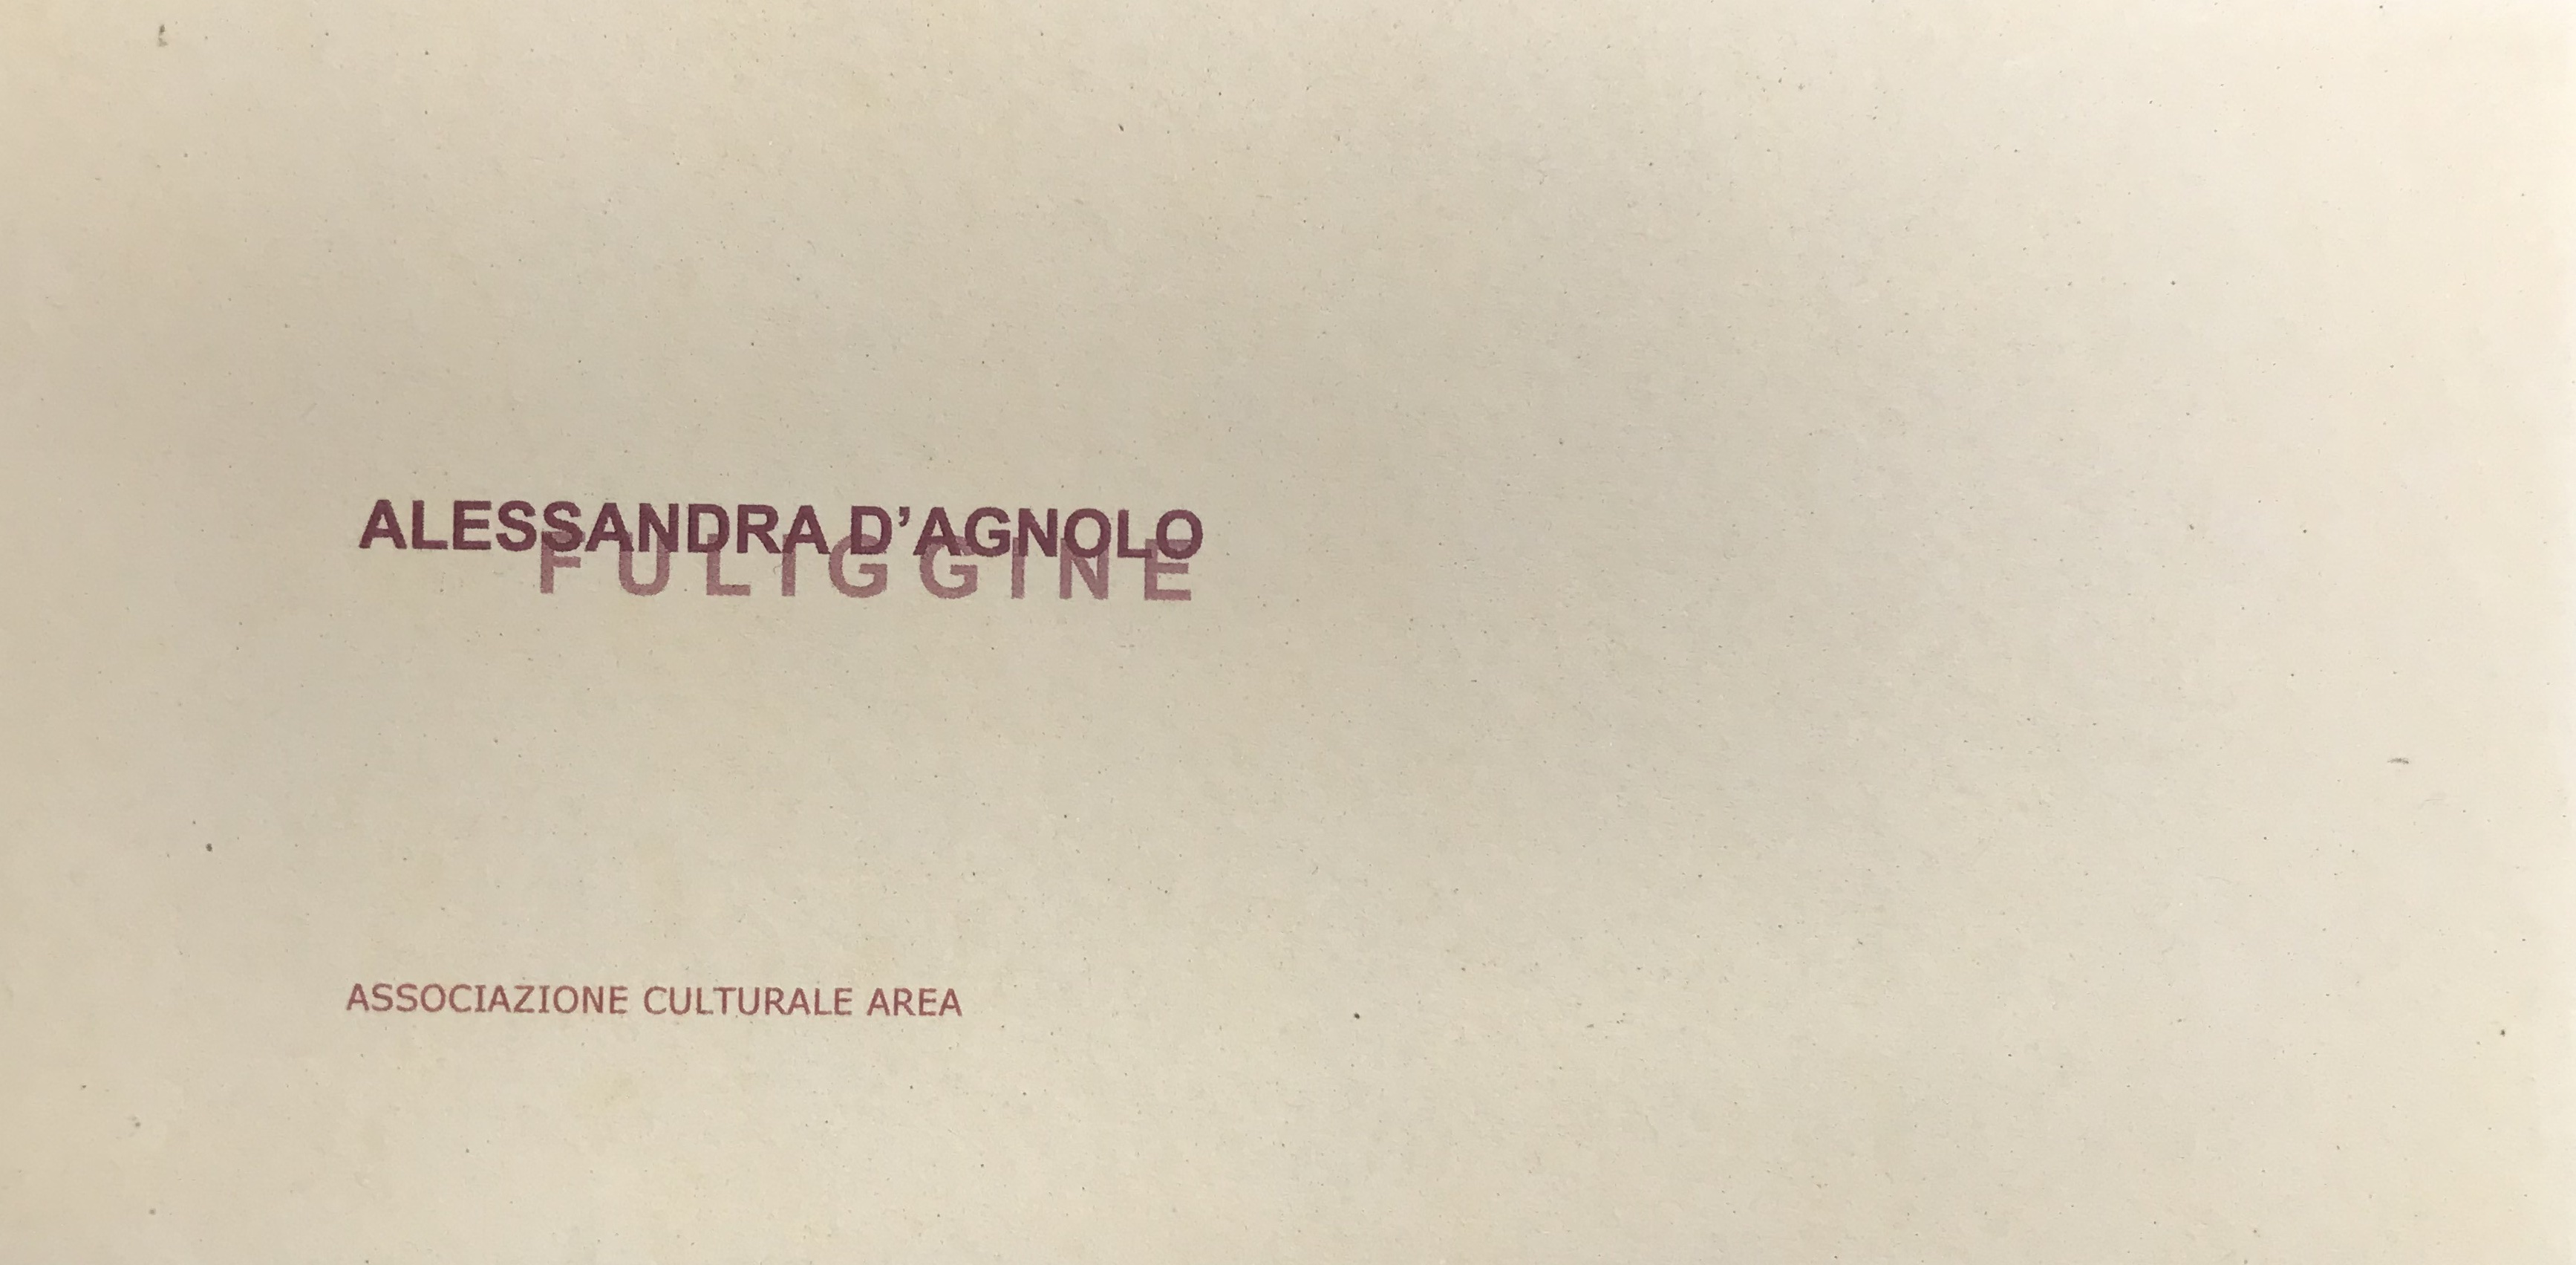 ALESSANDRA D’AGNOLO
FULIGGINE
ASSOCIAZIONE CULTURALE AREA